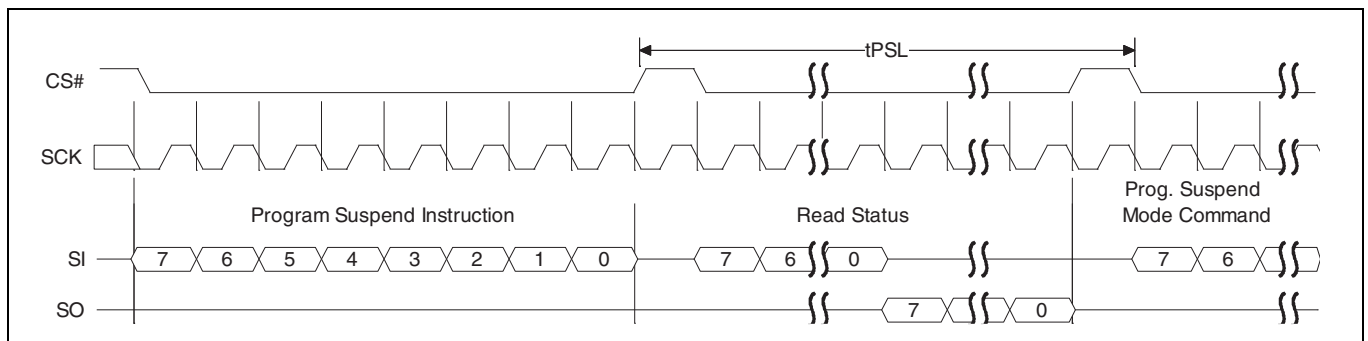 tPSL
CS#
SCK
Prog. Suspend
Program Suspend Instruction Read Status Mode Command
SI 7 6 5 4 3 2 1 0 7 6 0 7 6
SO 7 0